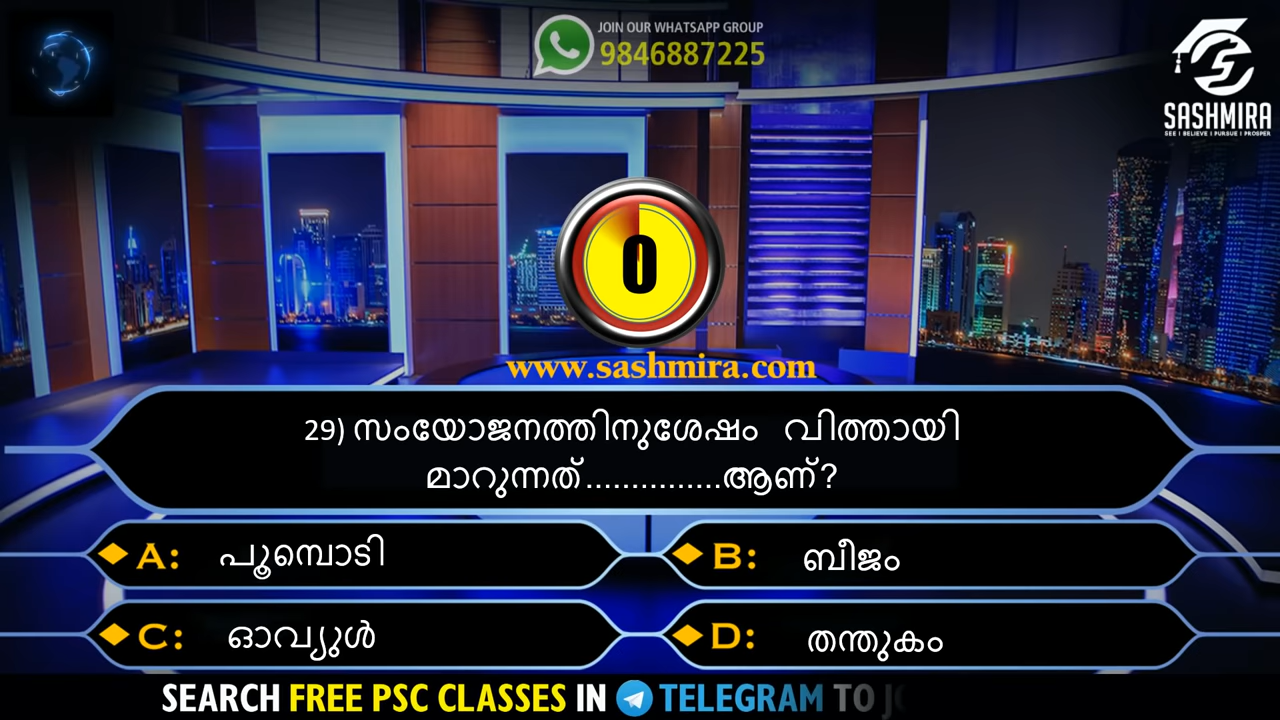 JOIN OUR WHATSAPP GROUP
9846887225
SASHMIRA
SEE I BELIEVE I PURSUE I PROSPER
0
www.sashmira.com
29) സംയോജനത്തിനുശേഷം വിത്തായി
മാറുന്നത്...............ആണ്?
A: പൂമ്പൊടി
B: ബീജം
C: ഓവ്യുൾ
D: തന്തുകം
SEARCH FREE PSC CLASSES IN TELEGRAM TO JO